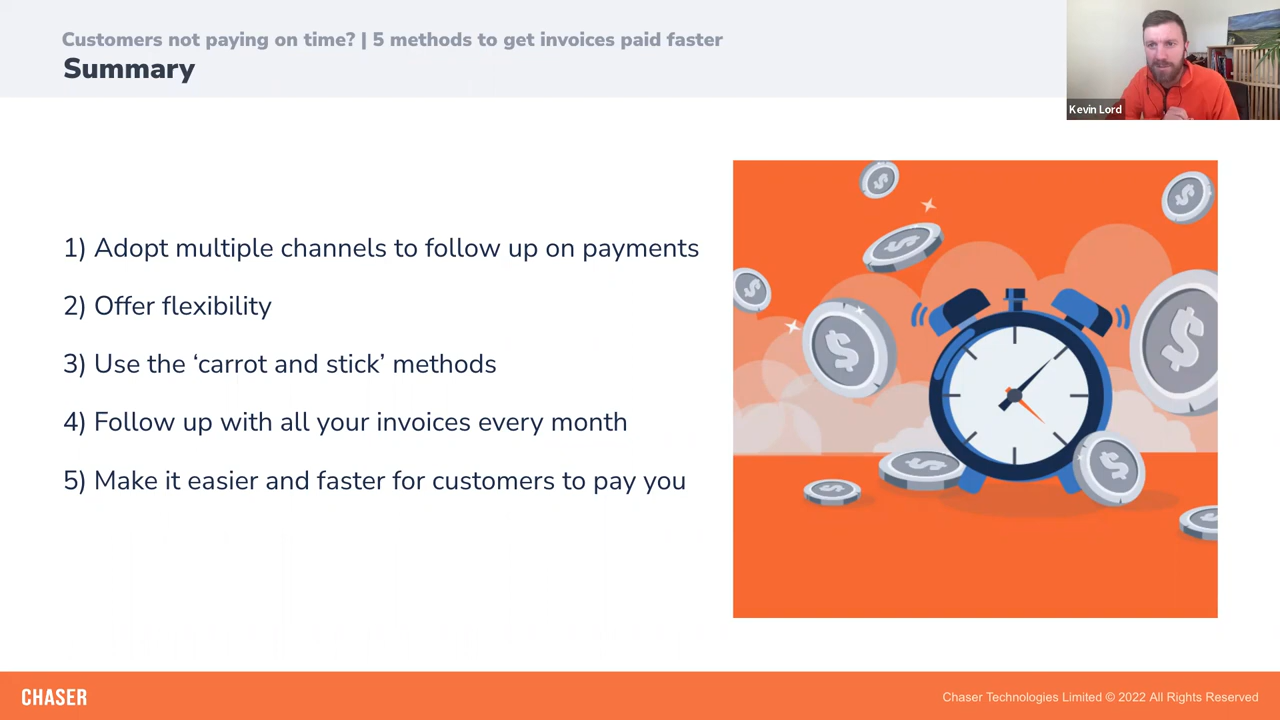 Customers not paying on time? | 5 methods to get invoices paid faster
Summary
Kevin Lord
1) Adopt multiple channels to follow up on payments
2) Offer flexibility
3) Use the ‘carrot and stick’ methods
4) Follow up with all your invoices every month
5) Make it easier and faster for customers to pay you
$
$
$
$
$
$
$
$
$
CHASER
Chaser Technologies Limited © 2022 All Rights Reserved